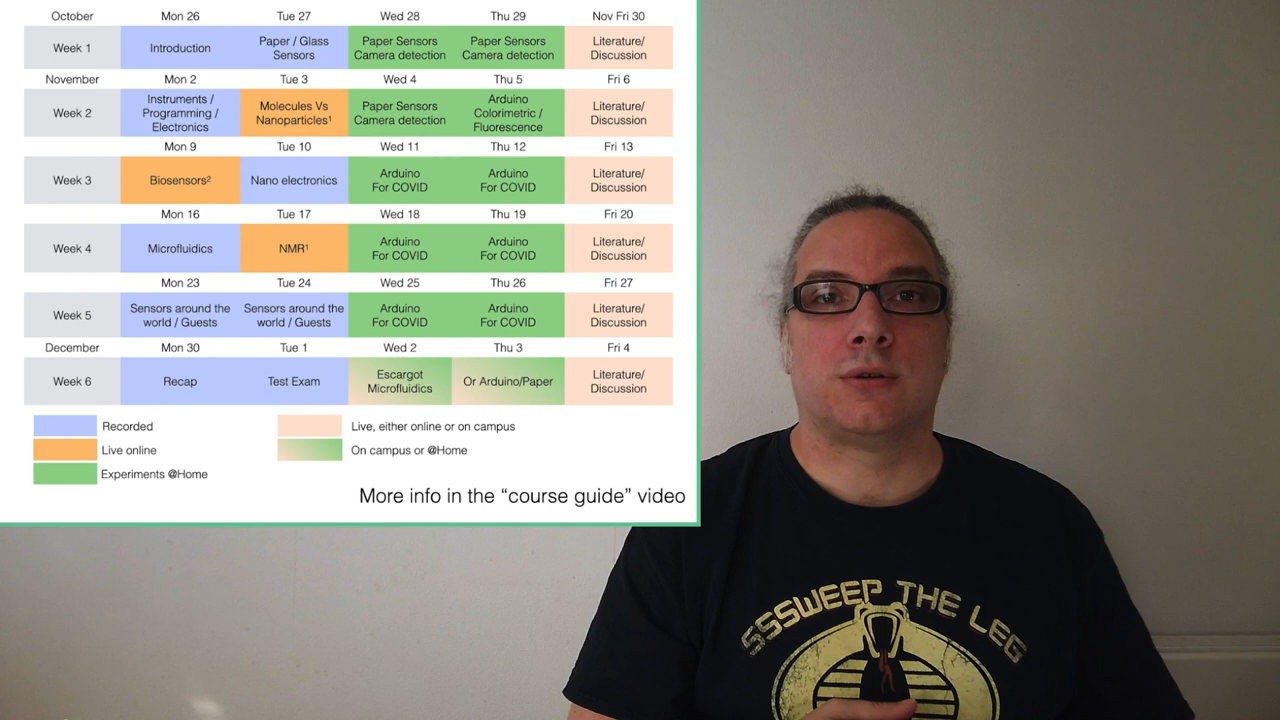 October Mon 26 Tue 27 Wed 28 Thu 29 Nov Fri 30
Week 1
Introduction
Paper / Glass
Sensors
Paper Sensors
Camera detection
Paper Sensors
Camera detection
Literature/
Discussion
November Mon 2 Tue 3 Wed 4 Thu 5 Fri 6
Week 2
Instruments /
Programming /
Electronics
Molecules Vs
Nanoparticles¹
Paper Sensors
Camera detection
Arduino
Colorimetric /
Fluorescence
Literature/
Discussion
Mon 9 Tue 10 Wed 11 Thu 12 Fri 13
Week 3
Biosensors²
Nano electronics
Arduino
For COVID
Arduino
For COVID
Literature/
Discussion
Mon 16 Tue 17 Wed 18 Thu 19 Fri 20
Week 4
Microfluidics
NMR¹
Arduino
For COVID
Arduino
For COVID
Literature/
Discussion
Mon 23 Tue 24 Wed 25 Thu 26 Fri 27
Week 5
Sensors around the
world / Guests
Sensors around the
world / Guests
Arduino
For COVID
Arduino
For COVID
Literature/
Discussion
December Mon 30 Tue 1 Wed 2 Thu 3 Fri 4
Week 6
Recap
Test Exam
Escargot
Microfluidics
Or Arduino/Paper
Literature/
Discussion
Recorded
Live, either online or on campus
Live online
On campus or @Home
Experiments @Home
More info in the “course guide” video
SSSWEEP THE LEG